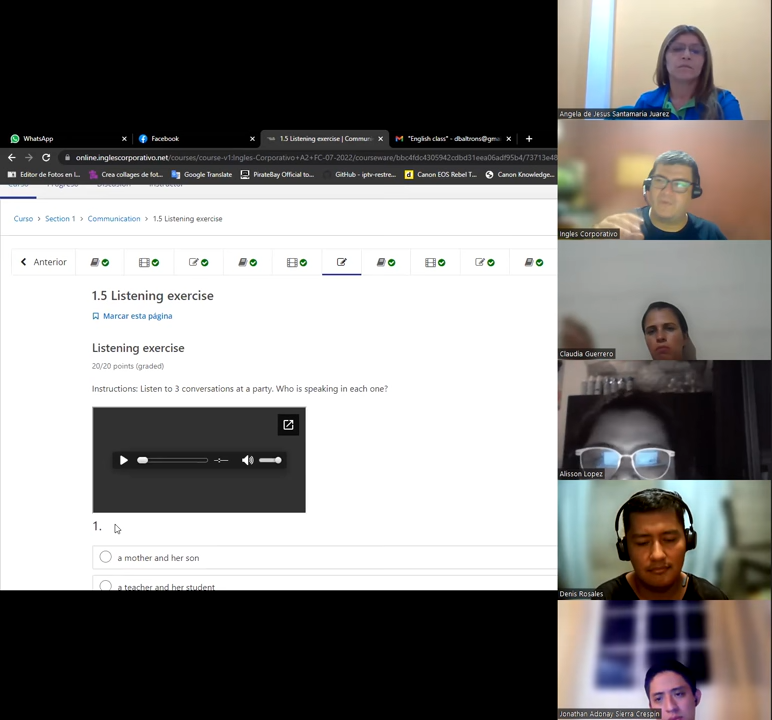 WhatsApp
Facebook
1.5 Listening exercise | Commun
"English class" - dbaltrons@gm
online.inglescorporativo.net/courses/course-v1:Ingles-Corporativo+A2+FC-07-2022/courseware/bbc4fdc4305942cdbd31eea06adf95b4/73713e48
Editor de Fotos en l
Crea collages de fot...
Google Translate
PirateBay Official to...
GitHub - iptv-restre...
Canon EOS Rebel T...
Canon Knowledge...
Curso > Section 1 > Communication > 1.5 Listening exercise
Anterior
1.5 Listening exercise
Marcar esta página
Listening exercise
20/20 points (graded)
Instructions: Listen to 3 conversations at a party. Who is speaking in each one?
1.
a mother and her son
a teacher and her student
Angela de Jesus Santamaria Juarez
Ingles Corporativo
Claudia Guerrero
Alisson Lopez
Denis Rosales
Jonathan Adonay Sierra Crespin